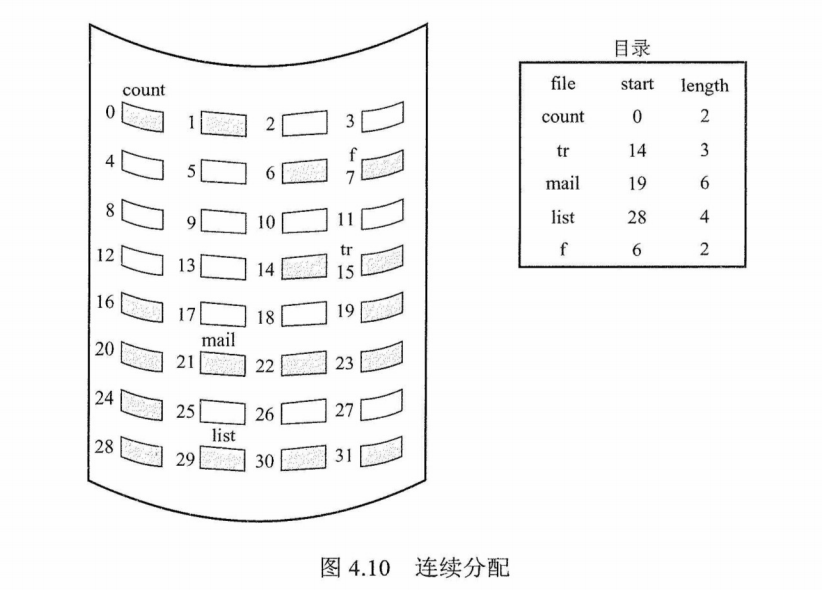 count
0 1 2 3
f
4 5 6 7
8 9 10 11
tr
12 13 14 15
16 17 18 19
mail
20 21 22 23
24 25 26 27
list
28 29 30 31
目录
file start length
count 0 2
tr 14 3
mail 19 6
list 28 4
f 6 2
图 4.10 连续分配